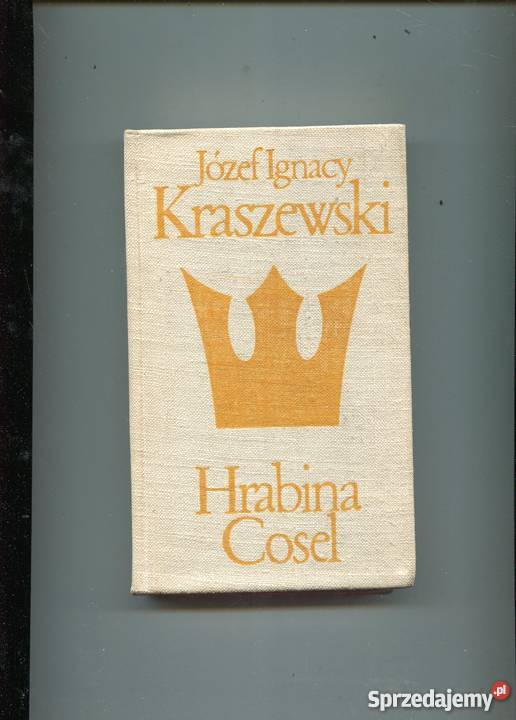 Józef Ignacy
Kraszewski
Hrabina
Cosel
Sprzedajemy.pl